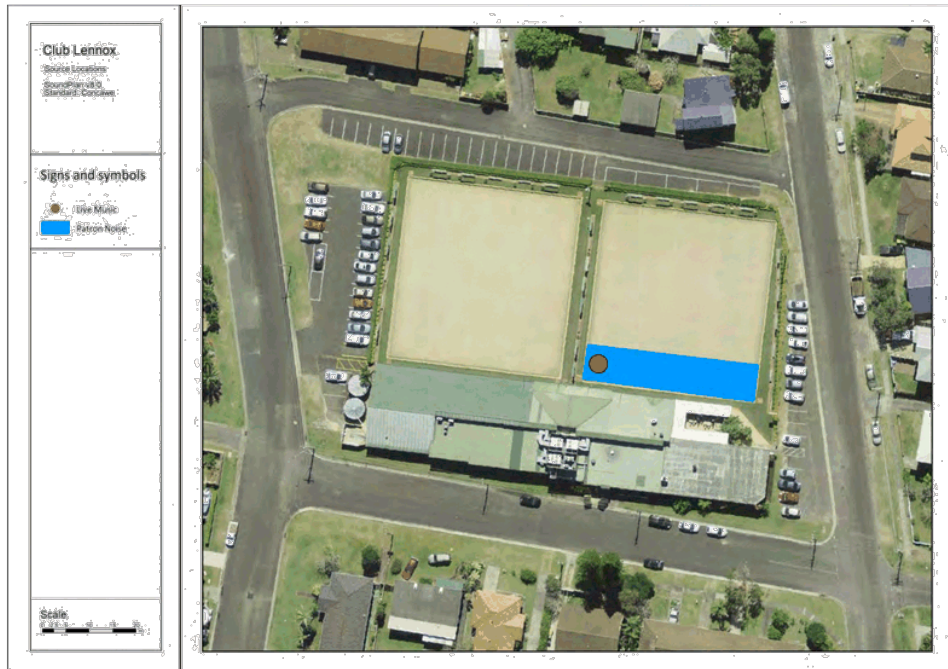 Club Lennox
Source Locations
SoundPlan v8.0
Standard: Concawe
Signs and symbols
Live Music
Patron Noise
Scale